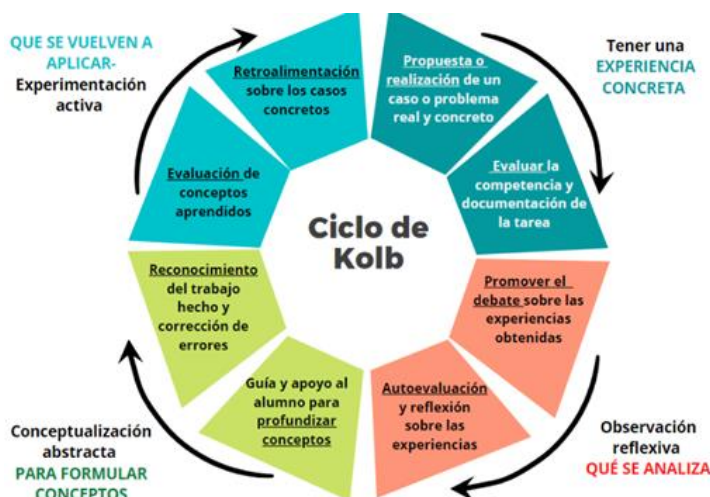 QUE SE VUELVEN A
APLICAR-
Experimentación
activa
Retroalimentación
sobre los casos
concretos
Propuesta o
realización de un
caso o problema
real y concreto
Tener una
EXPERIENCIA
CONCRETA
Evaluación de
conceptos
aprendidos
Evaluar la
competencia y
documentación de
la tarea
Ciclo de
Kolb
Reconocimiento
del trabajo
hecho y
corrección de
errores
Promover el
debate sobre las
experiencias
obtenidas
Guía y apoyo al
alumno para
profundizar
conceptos
Autoevaluación
y reflexión
sobre las
experiencias
Conceptualización
abstracta
PARA FORMULAR
CONCEPTOS
Observación
reflexiva
QUÉ SE ANALIZA